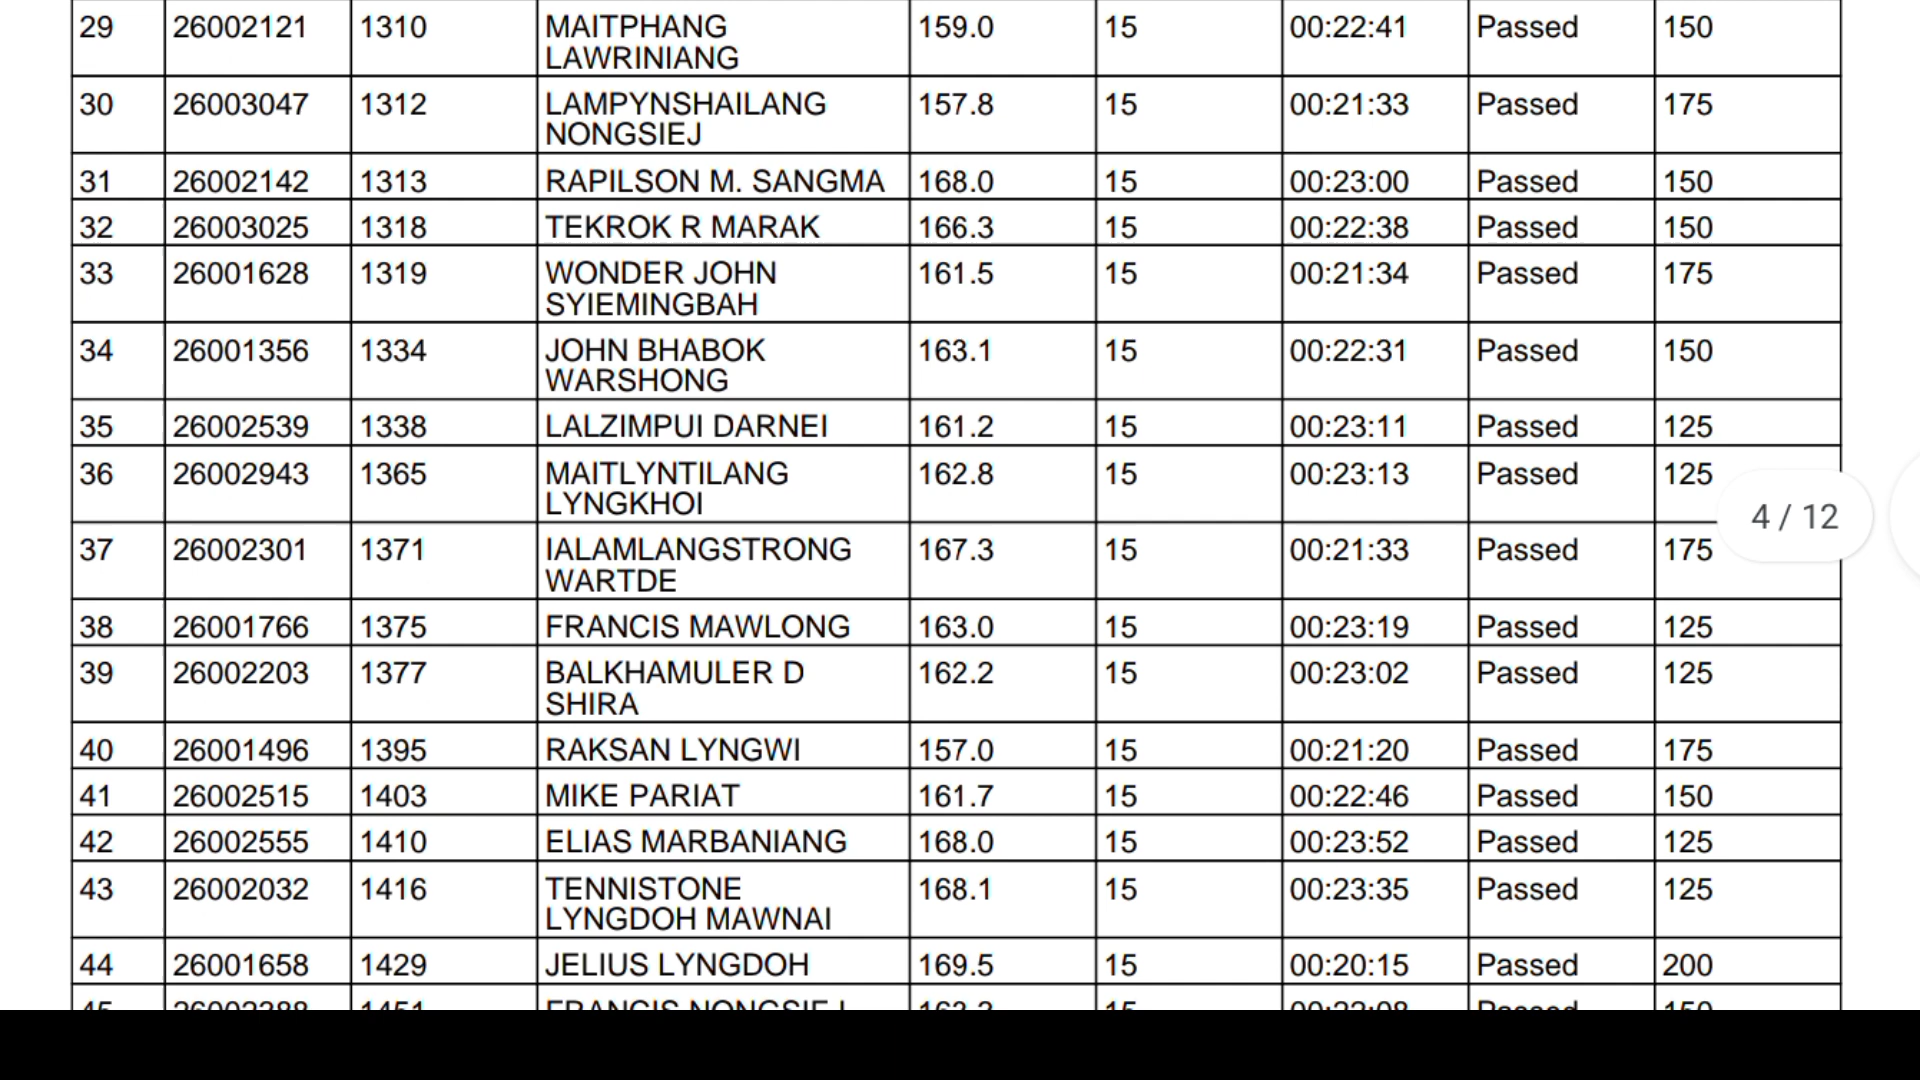 29 26002121 1310 MAITPHANG 159.0 15 00:22:41 Passed 150
LAWRINIANG
30 26003047 1312 LAMPYNSHAILANG 157.8 15 00:21:33 Passed 175
NONGSIEJ
31 26002142 1313 RAPILSON M. SANGMA 168.0 15 00:23:00 Passed 150
32 26003025 1318 TEKROK R MARAK 166.3 15 00:22:38 Passed 150
33 26001628 1319 WONDER JOHN 161.5 15 00:21:34 Passed 175
SYIEMINGBAH
34 26001356 1334 JOHN BHABOK 163.1 15 00:22:31 Passed 150
WARSHONG
35 26002539 1338 LALZIMPUI DARNEI 161.2 15 00:23:11 Passed 125
36 26002943 1365 MAITLYNTILANG 162.8 15 00:23:13 Passed 125
LYNGKHOI
4 / 12
37 26002301 1371 IALAMLANGSTRONG 167.3 15 00:21:33 Passed 175
WARTDE
38 26001766 1375 FRANCIS MAWLONG 163.0 15 00:23:19 Passed 125
39 26002203 1377 BALKHAMULER D 162.2 15 00:23:02 Passed 125
SHIRA
40 26001496 1395 RAKSAN LYNGWI 157.0 15 00:21:20 Passed 175
41 26002515 1403 MIKE PARIAT 161.7 15 00:22:46 Passed 150
42 26002555 1410 ELIAS MARBANIANG 168.0 15 00:23:52 Passed 125
43 26002032 1416 TENNISTONE 168.1 15 00:23:35 Passed 125
LYNGDOH MAWNAI
44 26001658 1429 JELIUS LYNGDOH 169.5 15 00:20:15 Passed 200
45 1451 FRANCIS NONGSIEJ 15 Passed 150